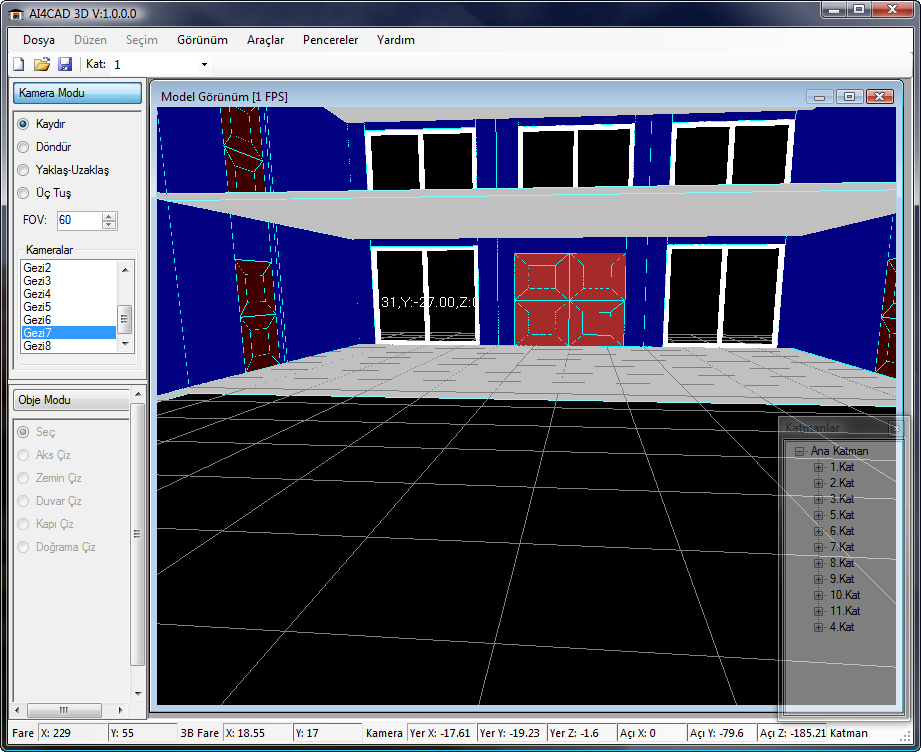 AI4CAD 3D V:1.0.0.0
Dosya Düzen Seçim Görünüm Araçlar Pencereler Yardım
Kat: 1
Kamera Modu
Kaydır
Döndür
Yaklaş-Uzaklaş
Üç Tuş
FOV: 60
Kameralar
Gezi2
Gezi3
Gezi4
Gezi5
Gezi6
Gezi7
Gezi8
Obje Modu
Seç
Aks Çiz
Zemin Çiz
Duvar Çiz
Kapı Çiz
Doğrama Çiz
Model Görünüm [1 FPS]
31,Y:-27.00,Z:0
Katmanlar
Ana Katman
1.Kat
2.Kat
3.Kat
5.Kat
6.Kat
7.Kat
8.Kat
9.Kat
10.Kat
11.Kat
4.Kat
Fare X: 229 Y: 55 3B Fare X: 18.55 Y: 17 Kamera Yer X: -17.61 Yer Y: -19.23 Yer Z: -1.6 Açı X: 0 Açı Y: -79.6 Açı Z: -185.21 Katman